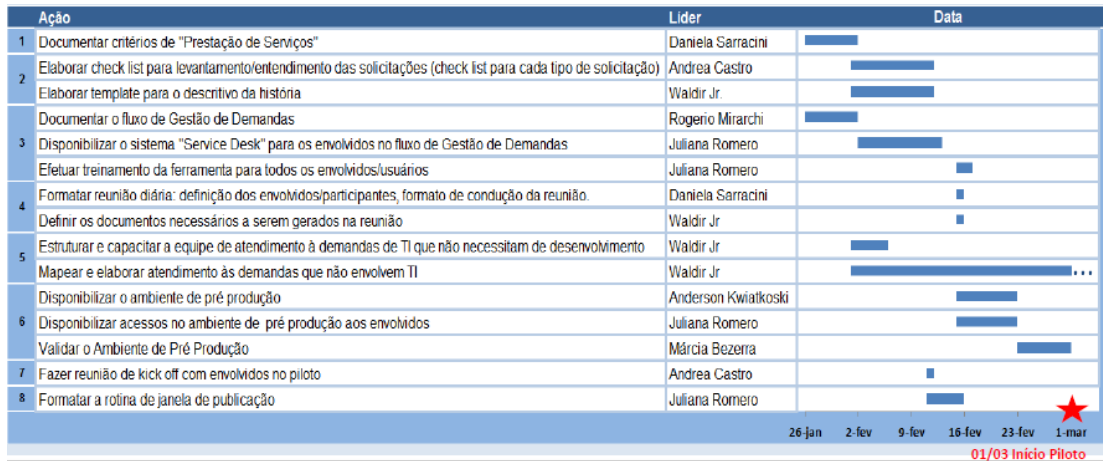 Ação Lider Data
1 Documentar critérios de "Prestação de Serviços" Daniela Sarracini
2 Elaborar check list para levantamento/entendimento das solicitações (check list para cada tipo de solicitação) Andrea Castro
Elaborar template para o descritivo da história Waldir Jr.
3 Documentar o fluxo de Gestão de Demandas Rogerio Mirarchi
Disponibilizar o sistema "Service Desk" para os envolvidos no fluxo de Gestão de Demandas Juliana Romero
Efetuar treinamento da ferramenta para todos os envolvidos/usuários Juliana Romero
4 Formatar reunião diária: definição dos envolvidos/participantes, formato de condução da reunião. Daniela Sarracini
Definir os documentos necessários a serem gerados na reunião Waldir Jr
5 Estruturar e capacitar a equipe de atendimento à demandas de TI que não necessitam de desenvolvimento Waldir Jr
Mapear e elaborar atendimento às demandas que não envolvem TI Waldir Jr ...
6 Disponibilizar o ambiente de pré produção Anderson Kwiatkoski
Disponibilizar acessos no ambiente de pré produção aos envolvidos Juliana Romero
Validar o Ambiente de Pré Produção Márcia Bezerra
7 Fazer reunião de kick off com envolvidos no piloto Andrea Castro
8 Formatar a rotina de janela de publicação Juliana Romero
26-jan 2-fev 9-fev 16-fev 23-fev 1-mar
01/03 Início Piloto